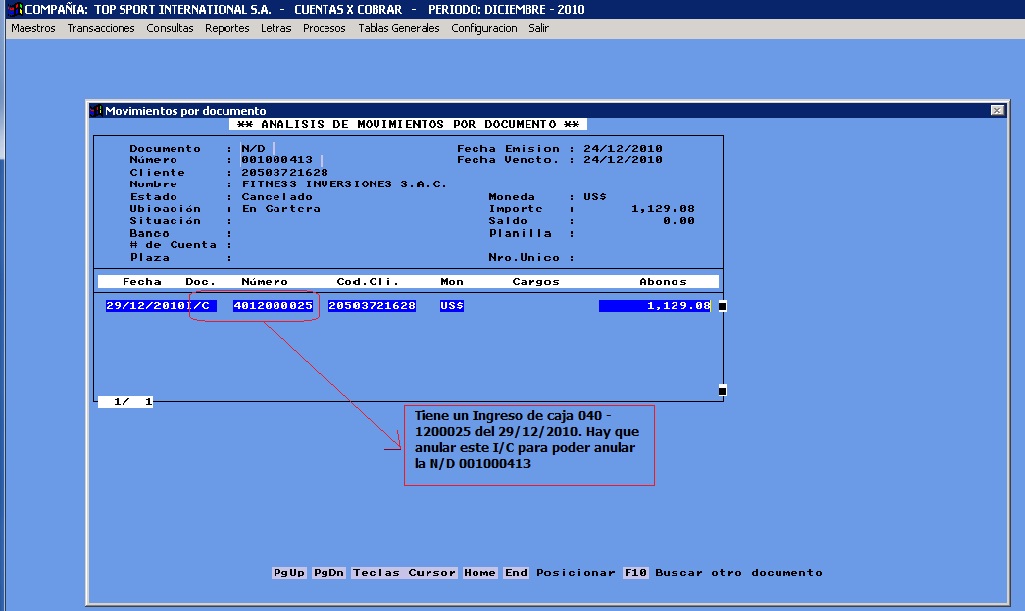 COMPAÑIA: TOP SPORT INTERNATIONAL S.A. - CUENTAS X COBRAR - PERIODO: DICIEMBRE - 2010
Maestros Transacciones Consultas Reportes Letras Procesos Tablas Generales Configuracion Salir
Movimientos por documento
** ANALISIS DE MOVIMIENTOS POR DOCUMENTO **
Documento : N/D Fecha Emision : 24/12/2010
Número : 001000413 Fecha Vencto. : 24/12/2010
Cliente : 20503721628
Nombre : FITNESS INVERSIONES S.A.C.
Estado : Cancelado Moneda : US$
Ubicación : En Cartera Importe : 1,129.08
Situación : Saldo : 0.00
Banco : Planilla :
# de Cuenta :
Plaza : Nro.Unico :
Fecha Doc. Número Cod.Cli. Mon Cargos Abonos
29/12/2010I/C 4012000025 20503721628 US$ 1,129.08
1/ 1
Tiene un Ingreso de caja 040 -
1200025 del 29/12/2010. Hay que
anular este I/C para poder anular
la N/D 001000413
PgUp PgDn Teclas Cursor Home End Posicionar F10 Buscar otro documento